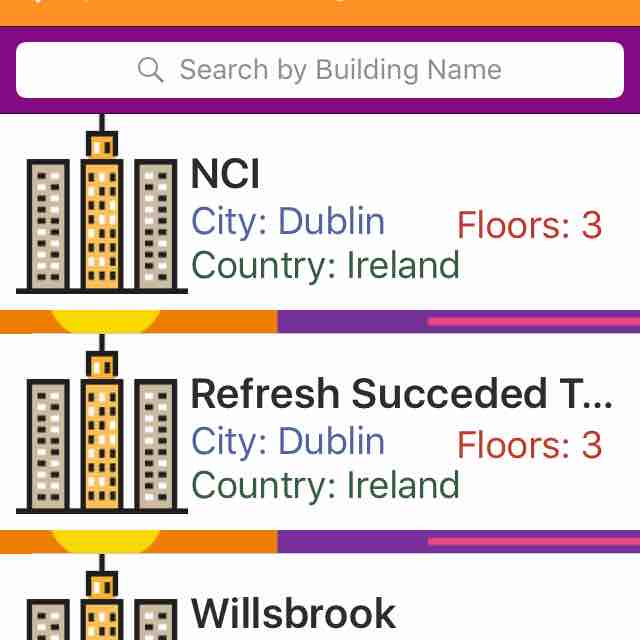 Search by Building Name
NCI
City: Dublin
Floors: 3
Country: Ireland
Refresh Succeded T...
City: Dublin
Floors: 3
Country: Ireland
Willsbrook